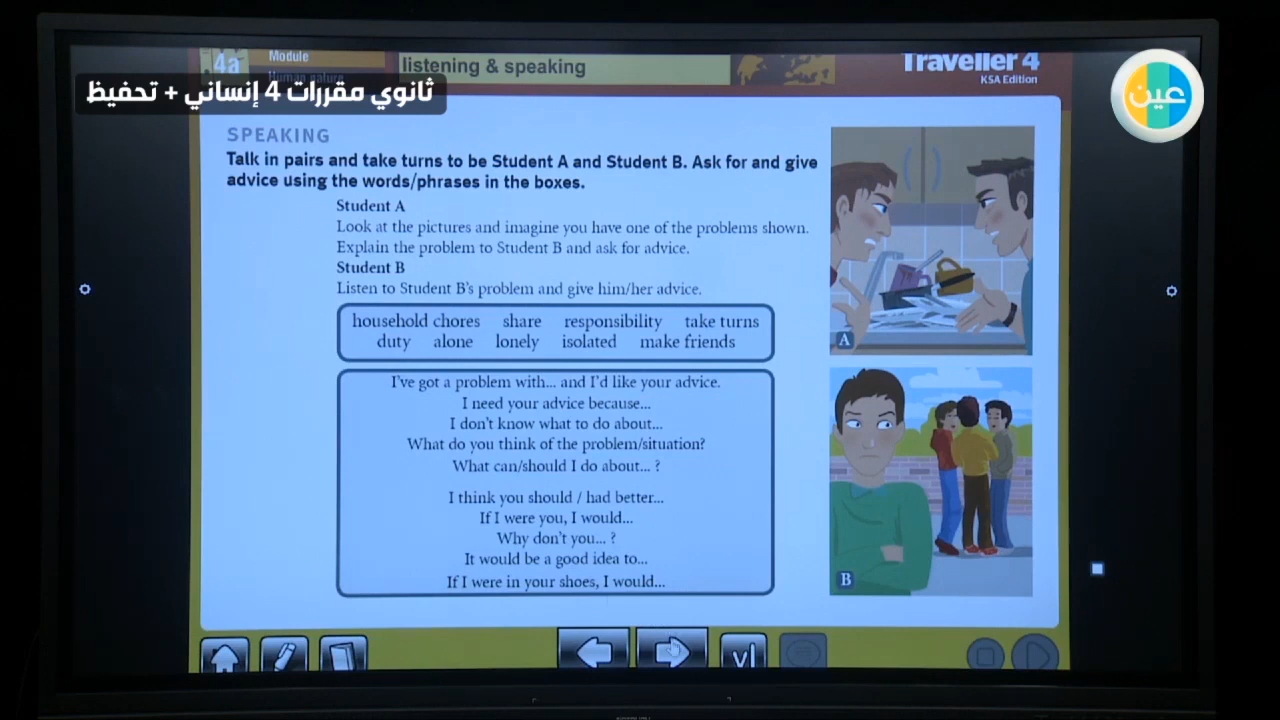 4a
Module
Human nature
listening & speaking
Traveller 4
KSA Edition
ثانوي مقررات 4 إنساني + تحفيظ
عين
SPEAKING
Talk in pairs and take turns to be Student A and Student B. Ask for and give
advice using the words/phrases in the boxes.
Student A
Look at the pictures and imagine you have one of the problems shown.
Explain the problem to Student B and ask for advice.
Student B
Listen to Student B's problem and give him/her advice.
household chores share responsibility take turns
duty alone lonely isolated make friends
I've got a problem with... and I'd like your advice.
I need your advice because...
I don't know what to do about...
What do you think of the problem/situation?
What can/should I do about... ?
I think you should / had better...
If I were you, I would...
Why don't you... ?
It would be a good idea to...
If I were in your shoes, I would...
A
B